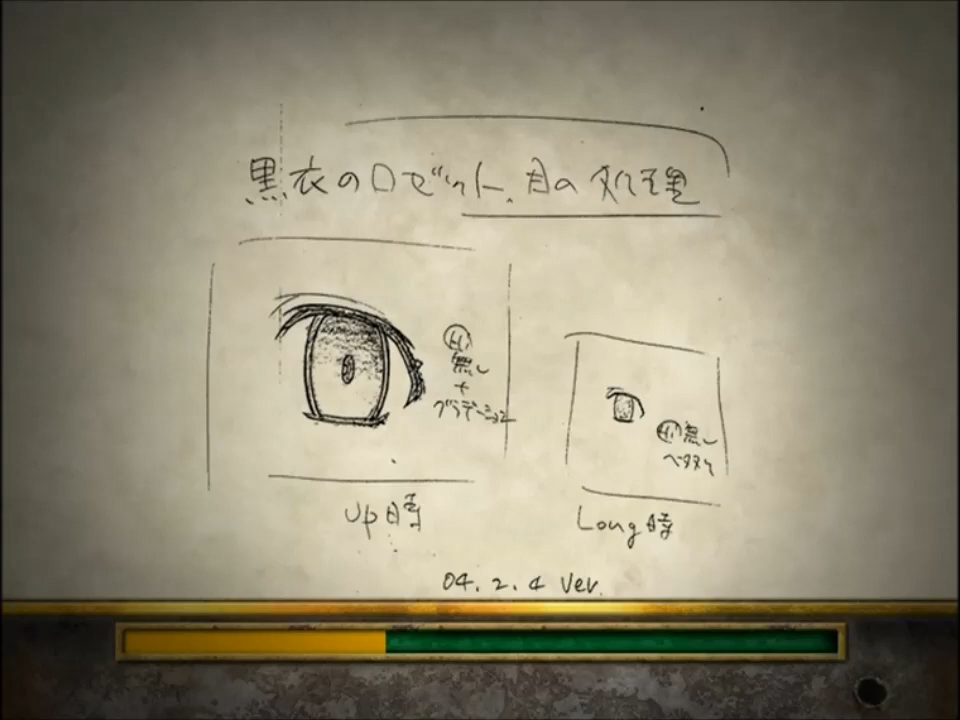 黒衣のロゼット.目の処理
ハイ無し
+
グラデーション
ハイ無し
ベタヌリ
up時
Long時
04.2.4 Ver.